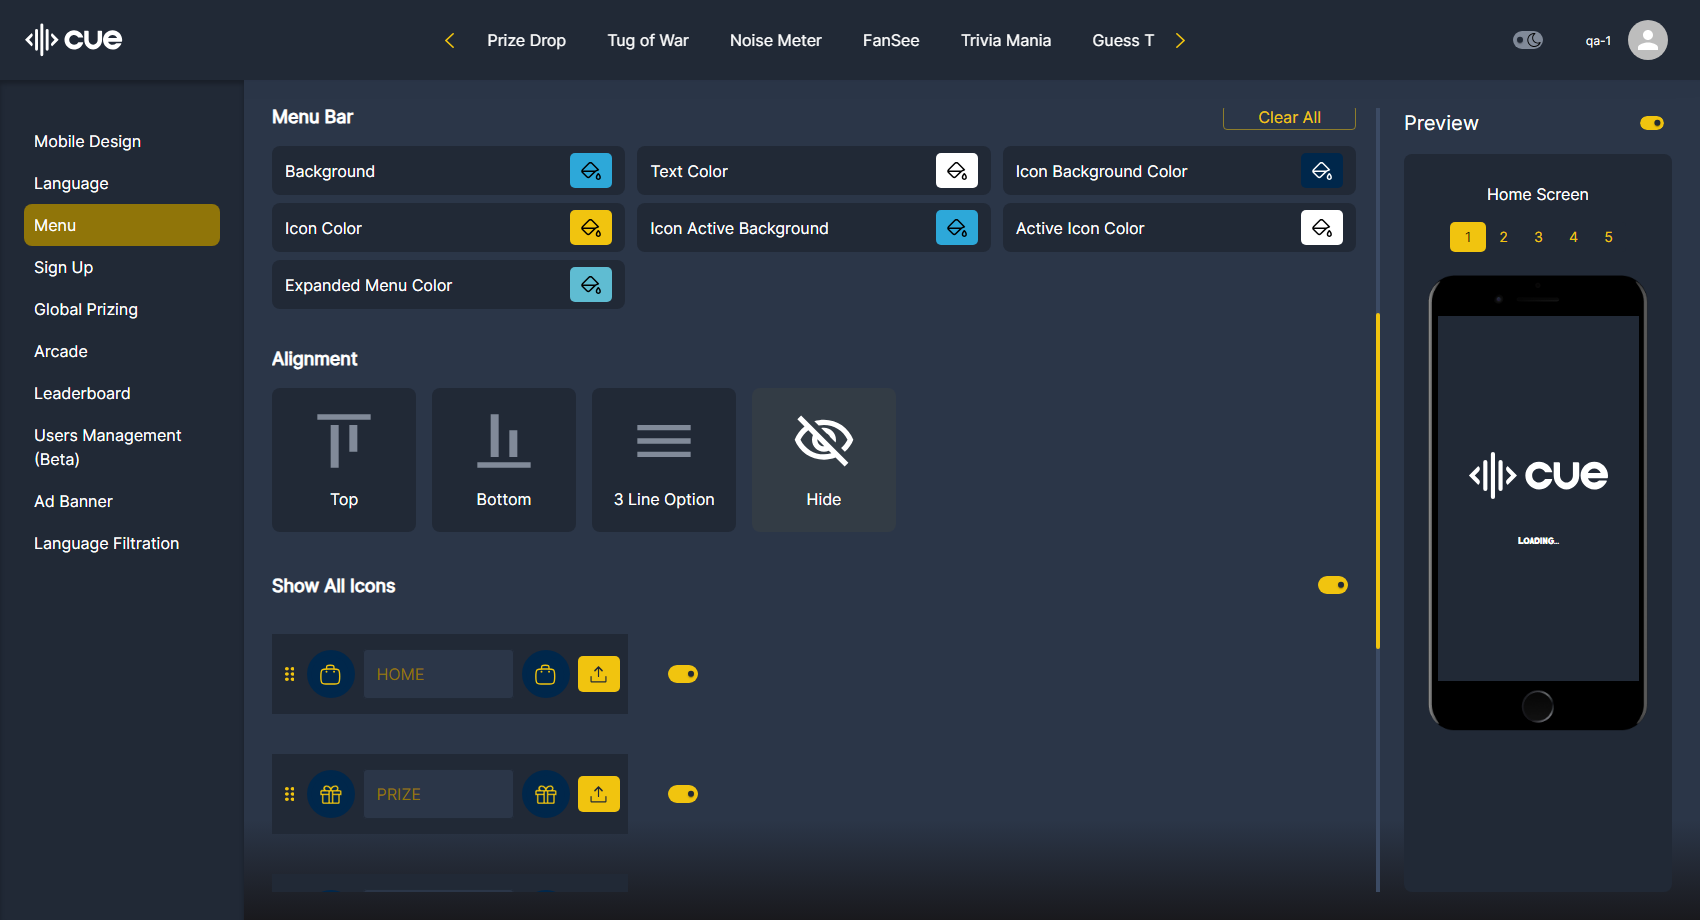 cue
Prize Drop
Tug of War
Noise Meter
FanSee
Trivia Mania
Guess T
qa-1
Mobile Design
Language
Menu
Sign Up
Global Prizing
Arcade
Leaderboard
Users Management
(Beta)
Ad Banner
Language Filtration
Menu Bar
Clear All
Background
Text Color
Icon Background Color
Icon Color
Icon Active Background
Active Icon Color
Expanded Menu Color
Alignment
Top
Bottom
3 Line Option
Hide
Show All Icons
HOME
PRIZE
Preview
Home Screen
1 2 3 4 5
cue
LOADING...